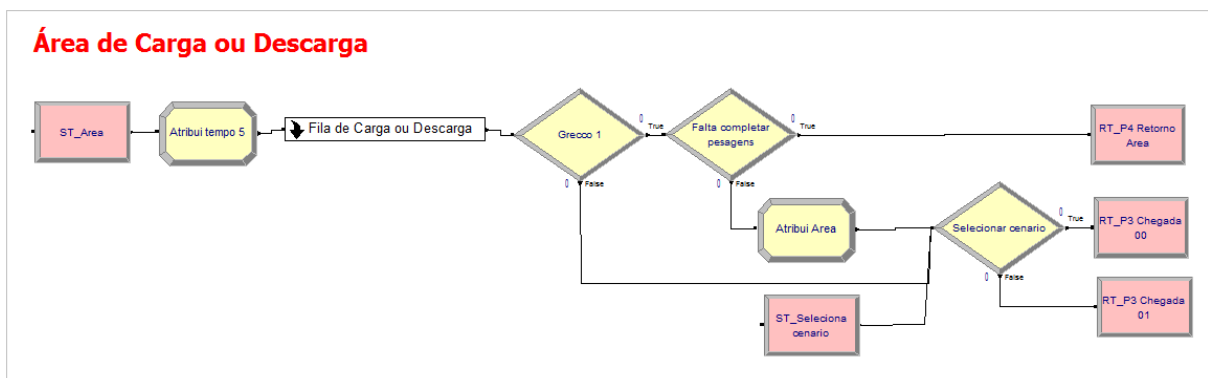 Área de Carga ou Descarga
ST_Area
Atribui tempo 5
Fila de Carga ou Descarga
Grecco 1
0
True
0
False
Falta completar
pesagens
0
True
0
False
RT_P4 Retorno
Area
Atribui Area
Selecionar cenario
0
True
0
False
RT_P3 Chegada
00
RT_P3 Chegada
01
ST_Seleciona
cenario